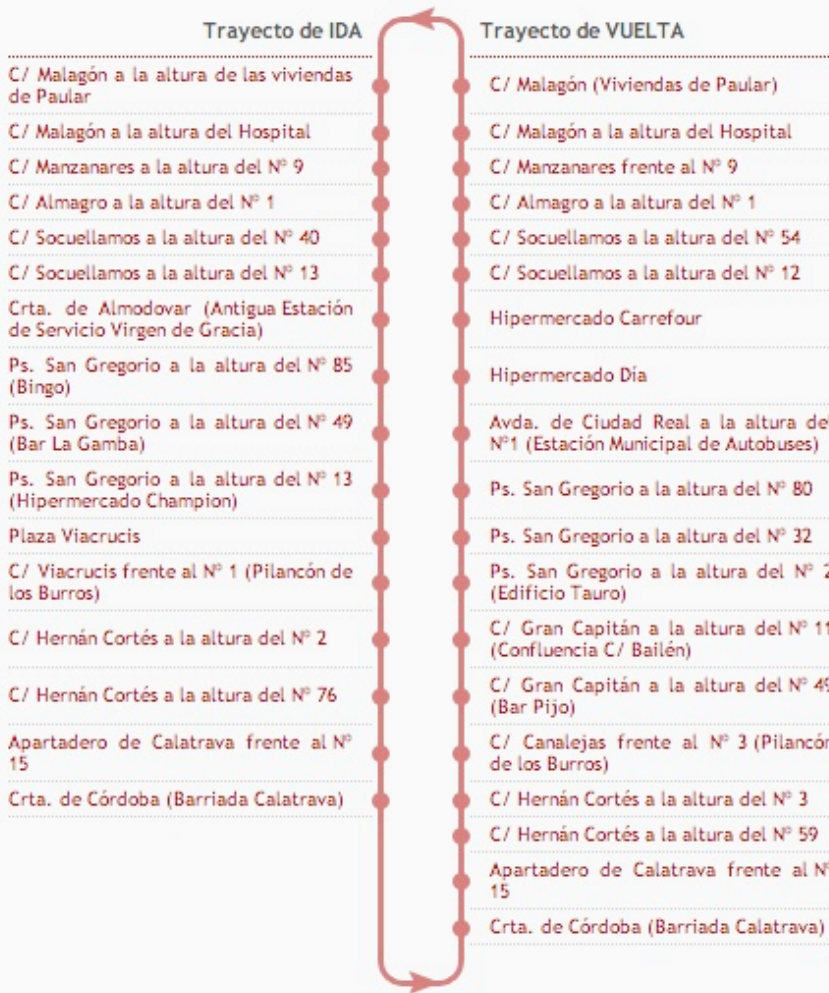 Trayecto de IDA
C/ Malagón a la altura de las viviendas
de Paular
C/ Malagón a la altura del Hospital
C/ Manzanares a la altura del Nº 9
C/ Almagro a la altura del Nº 1
C/ Socuellamos a la altura del Nº 40
C/ Socuellamos a la altura del Nº 13
Crta. de Almodovar (Antigua Estación
de Servicio Virgen de Gracia)
Ps. San Gregorio a la altura del Nº 85
(Bingo)
Ps. San Gregorio a la altura del Nº 49
(Bar La Gamba)
Ps. San Gregorio a la altura del Nº 13
(Hipermercado Champion)
Plaza Viacrucis
C/ Viacrucis frente al Nº 1 (Pilancón de
los Burros)
C/ Hernán Cortés a la altura del Nº 2
C/ Hernán Cortés a la altura del Nº 76
Apartadero de Calatrava frente al Nº
15
Crta. de Córdoba (Barriada Calatrava)
Trayecto de VUELTA
C/ Malagón (Viviendas de Paular)
C/ Malagón a la altura del Hospital
C/ Manzanares frente al Nº 9
C/ Almagro a la altura del Nº 1
C/ Socuellamos a la altura del Nº 54
C/ Socuellamos a la altura del Nº 12
Hipermercado Carrefour
Hipermercado Día
Avda. de Ciudad Real a la altura del
Nº1 (Estación Municipal de Autobuses)
Ps. San Gregorio a la altura del Nº 80
Ps. San Gregorio a la altura del Nº 32
Ps. San Gregorio a la altura del Nº 2
(Edificio Tauro)
C/ Gran Capitán a la altura del Nº 11
(Confluencia C/ Bailén)
C/ Gran Capitán a la altura del Nº 49
(Bar Pijo)
C/ Canalejas frente al Nº 3 (Pilancón
de los Burros)
C/ Hernán Cortés a la altura del Nº 3
C/ Hernán Cortés a la altura del Nº 59
Apartadero de Calatrava frente al Nº
15
Crta. de Córdoba (Barriada Calatrava)